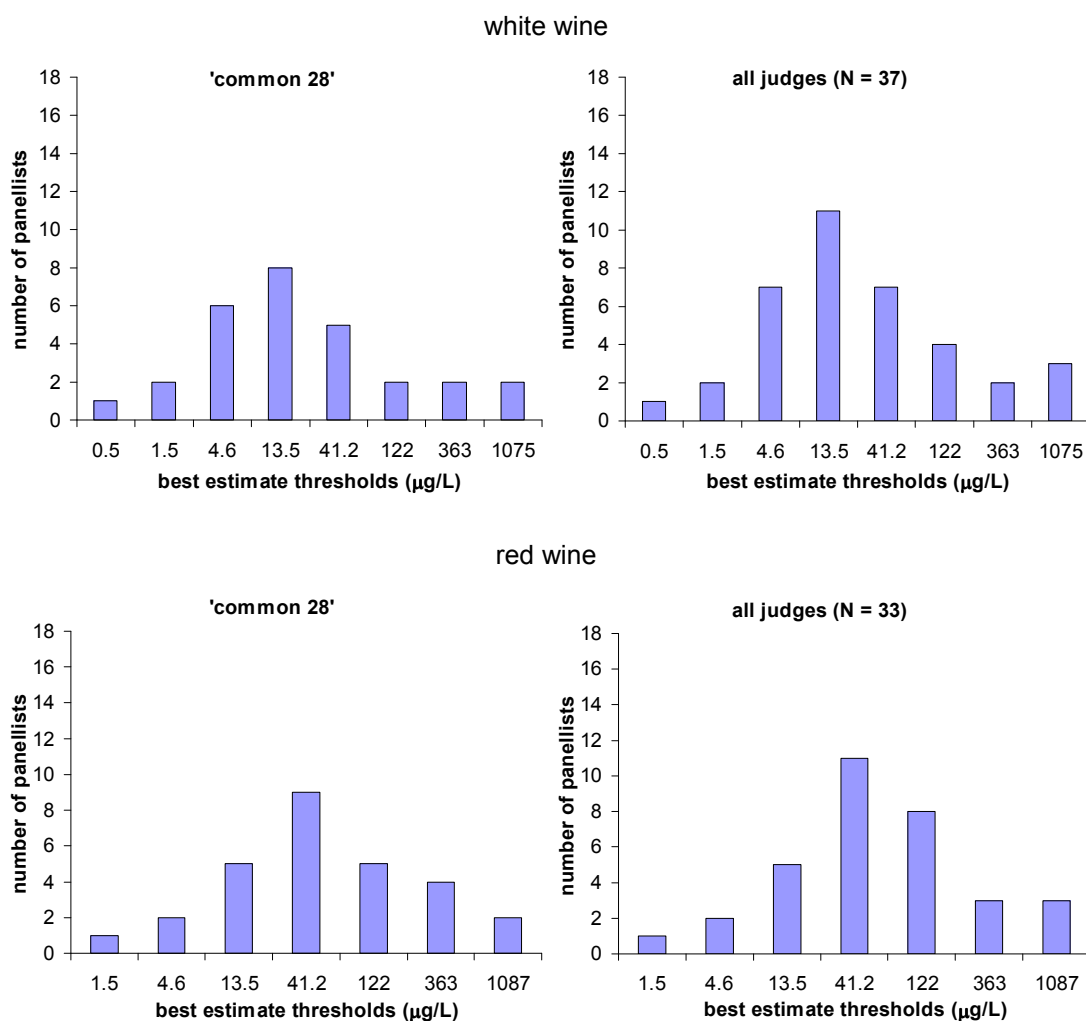 white wine
'common 28'
number of panellists
18
16
14
12
10
8
6
4
2
0
0.5 1.5 4.6 13.5 41.2 122 363 1075
best estimate thresholds (µg/L)
all judges (N = 37)
number of panellists
18
16
14
12
10
8
6
4
2
0
0.5 1.5 4.6 13.5 41.2 122 363 1075
best estimate thresholds (µg/L)
red wine
'common 28'
number of panellists
18
16
14
12
10
8
6
4
2
0
1.5 4.6 13.5 41.2 122 363 1087
best estimate thresholds (µg/L)
all judges (N = 33)
number of panellists
18
16
14
12
10
8
6
4
2
0
1.5 4.6 13.5 41.2 122 363 1087
best estimate thresholds (µg/L)